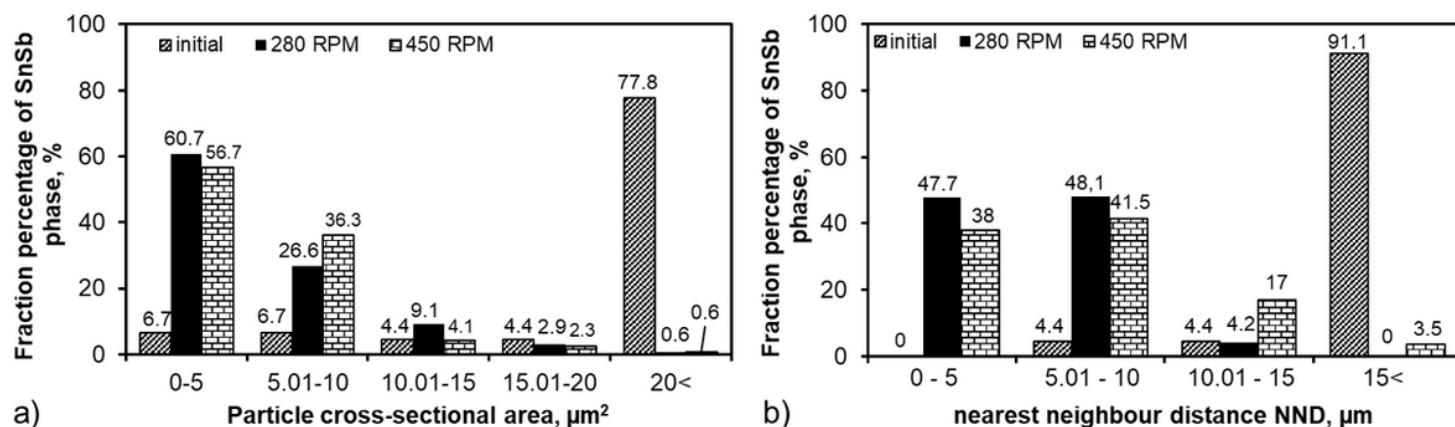 Fraction percentage of SnSb
phase, %
100
80
60
40
20
0
initial 280 RPM 450 RPM
6.7 60.7 56.7
6.7 26.6 36.3
4.4 9.1 4.1
4.4 2.9 2.3
77.8 0.6 0.6
0-5 5.01-10 10.01-15 15.01-20 20<
a) Particle cross-sectional area, µm²
Fraction percentage of SnSb
phase, %
100
80
60
40
20
0
initial 280 RPM 450 RPM
0 47.7 38
4.4 48,1 41.5
4.4 4.2 17
91.1 0 3.5
0 - 5 5.01 - 10 10.01 - 15 15<
b) nearest neighbour distance NND, µm